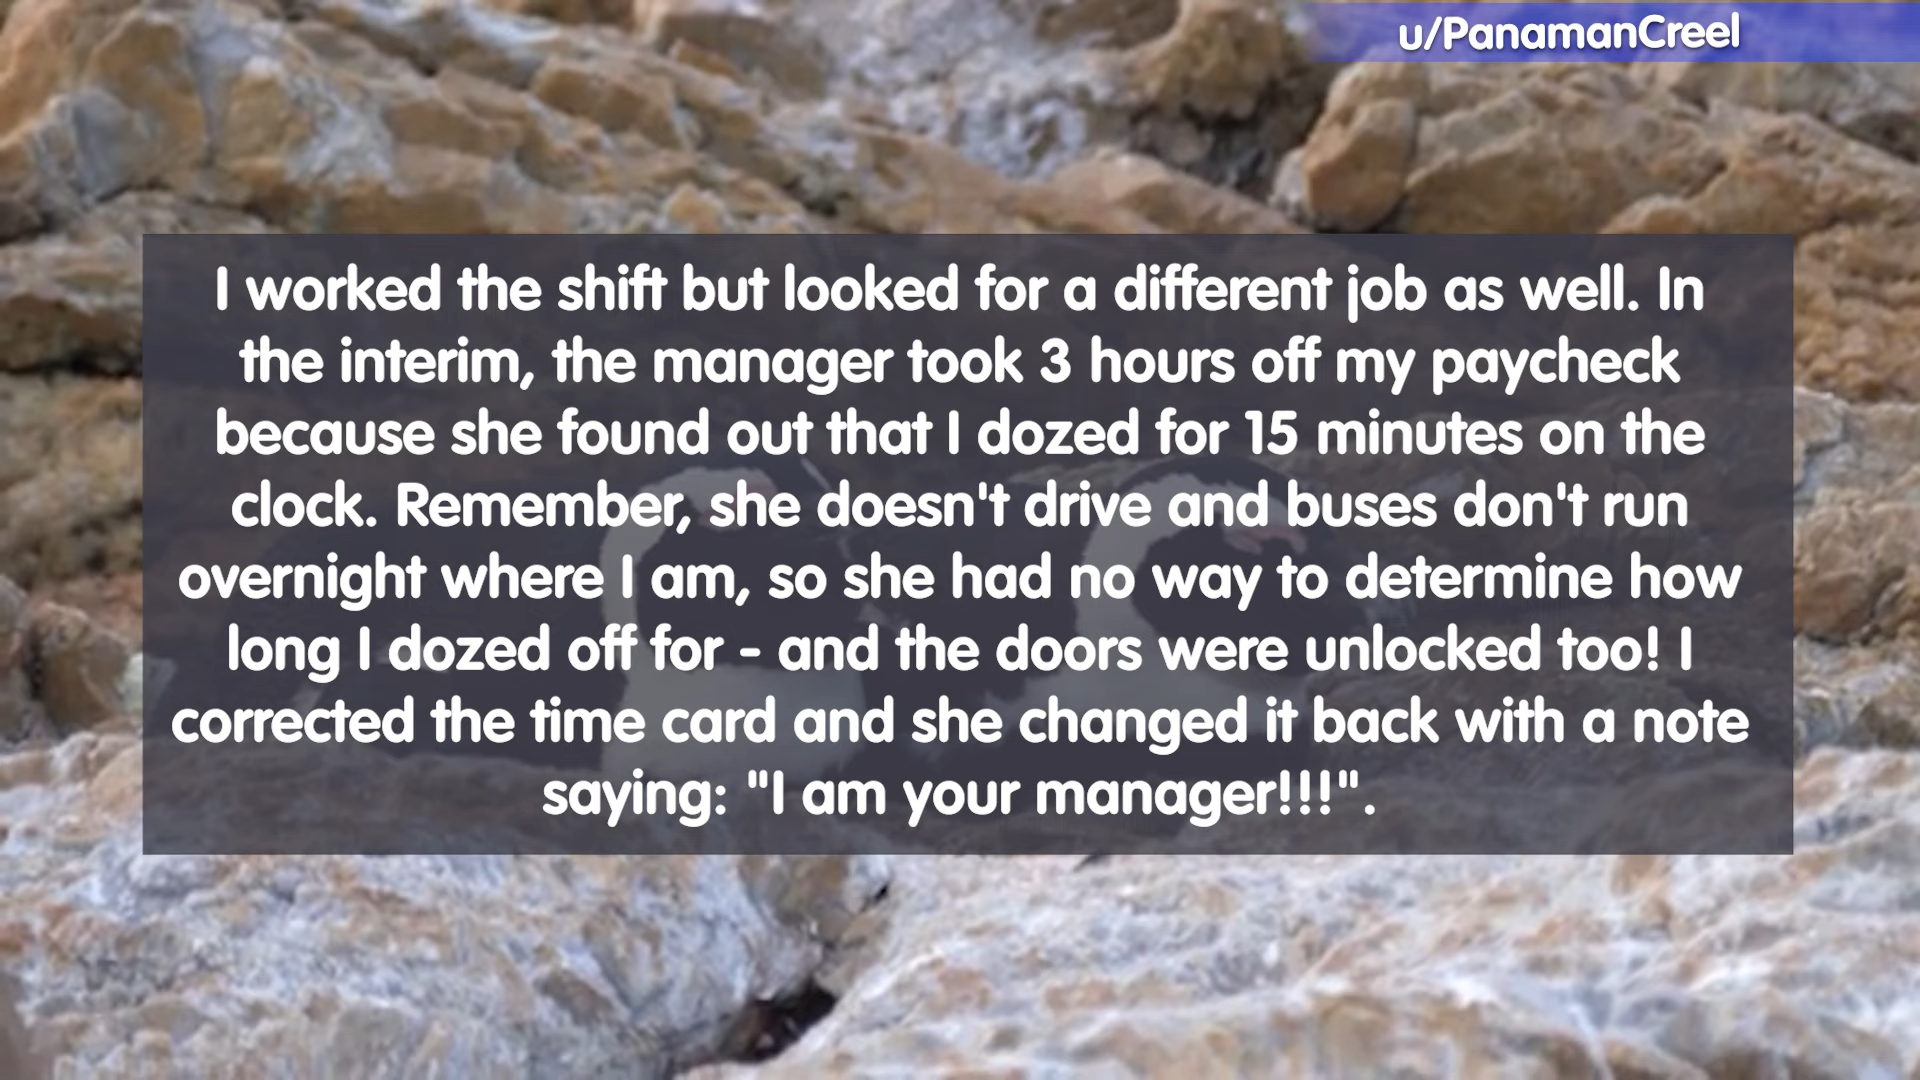 u/PanamanCreel
I worked the shift but looked for a different job as well. In
the interim, the manager took 3 hours off my paycheck
because she found out that I dozed for 15 minutes on the
clock. Remember, she doesn't drive and buses don't run
overnight where I am, so she had no way to determine how
long I dozed off for - and the doors were unlocked too! I
corrected the time card and she changed it back with a note
saying: "I am your manager!!!".